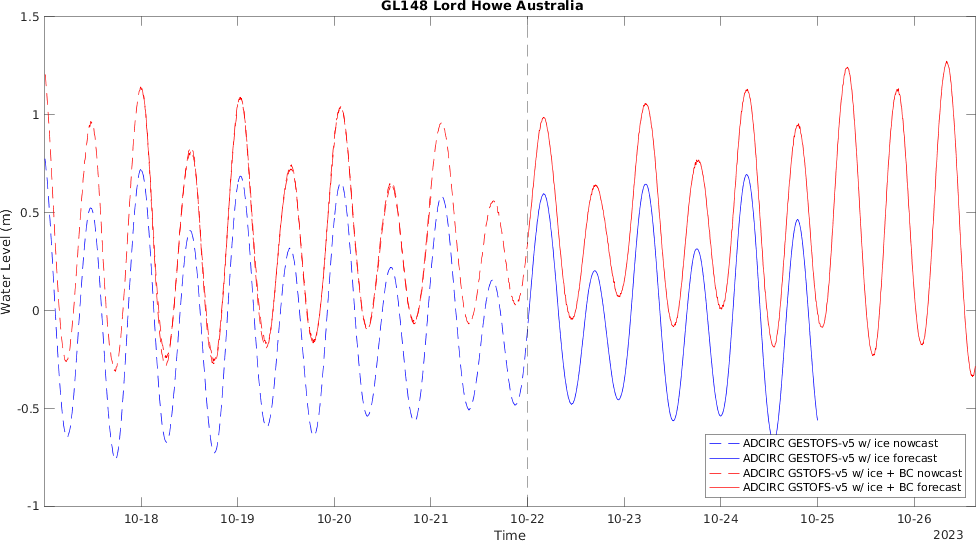 GL148 Lord Howe Australia
1.5
1
0.5
0
-0.5
-1
Water Level (m)
ADCIRC GESTOFS-v5 w/ ice nowcast
ADCIRC GESTOFS-v5 w/ ice forecast
ADCIRC GSTOFS-v5 w/ ice + BC nowcast
ADCIRC GSTOFS-v5 w/ ice + BC forecast
10-18 10-19 10-20 10-21 10-22 10-23 10-24 10-25 10-26
Time
2023